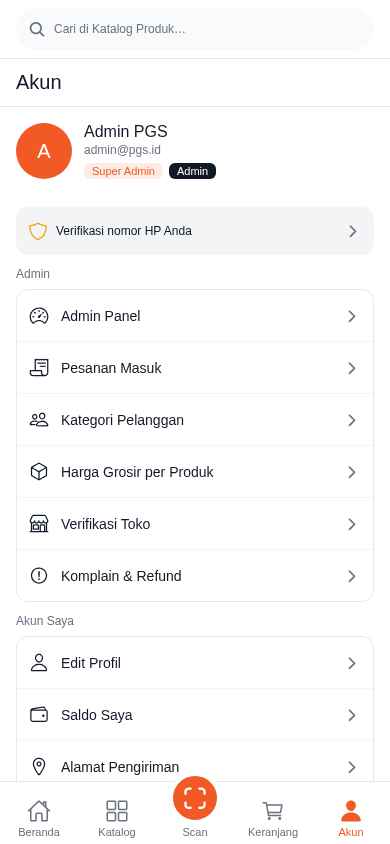 Cari di Katalog Produk…
Akun
A
Admin PGS
admin@pgs.id
Super Admin
Admin
Verifikasi nomor HP Anda
Admin
Admin Panel
Pesanan Masuk
Kategori Pelanggan
Harga Grosir per Produk
Verifikasi Toko
Komplain & Refund
Akun Saya
Edit Profil
Saldo Saya
Alamat Pengiriman
Beranda
Katalog
Scan
Keranjang
Akun